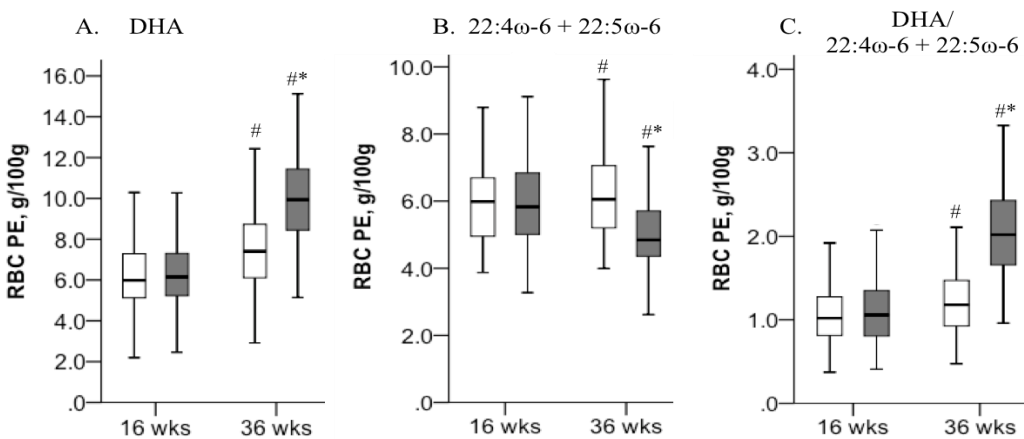 A. DHA
RBC PE, g/100g
16.0
14.0
12.0
10.0
8.0
6.0
4.0
2.0
.0
#
#*
16 wks
36 wks
B. 22:4ω-6 + 22:5ω-6
RBC PE, g/100g
10.0
8.0
6.0
4.0
2.0
.0
#
#*
16 wks
36 wks
C. DHA/
22:4ω-6 + 22:5ω-6
RBC PE, g/100g
4.0
3.0
2.0
1.0
.0
#
#*
16 wks
36 wks